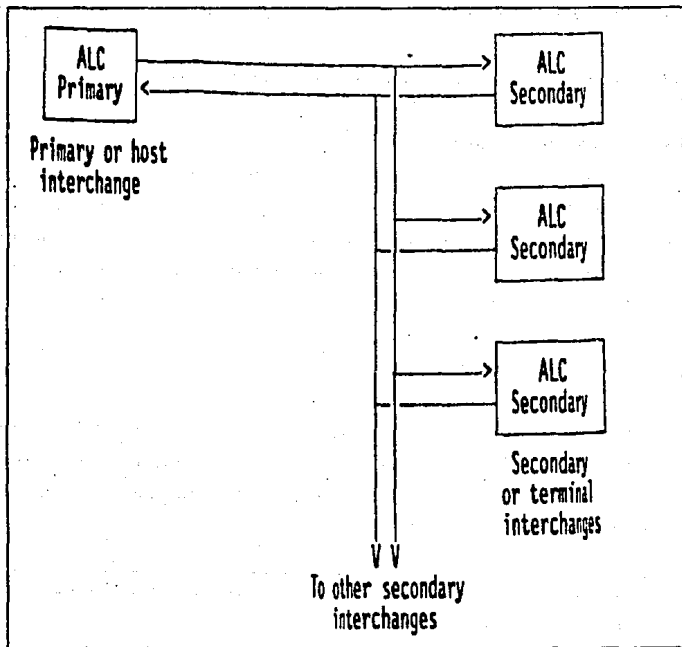 ALC
Primary
Primary or host
interchange
ALC
Secondary
ALC
Secondary
ALC
Secondary
Secondary
or terminal
interchanges
To other secondary
interchanges